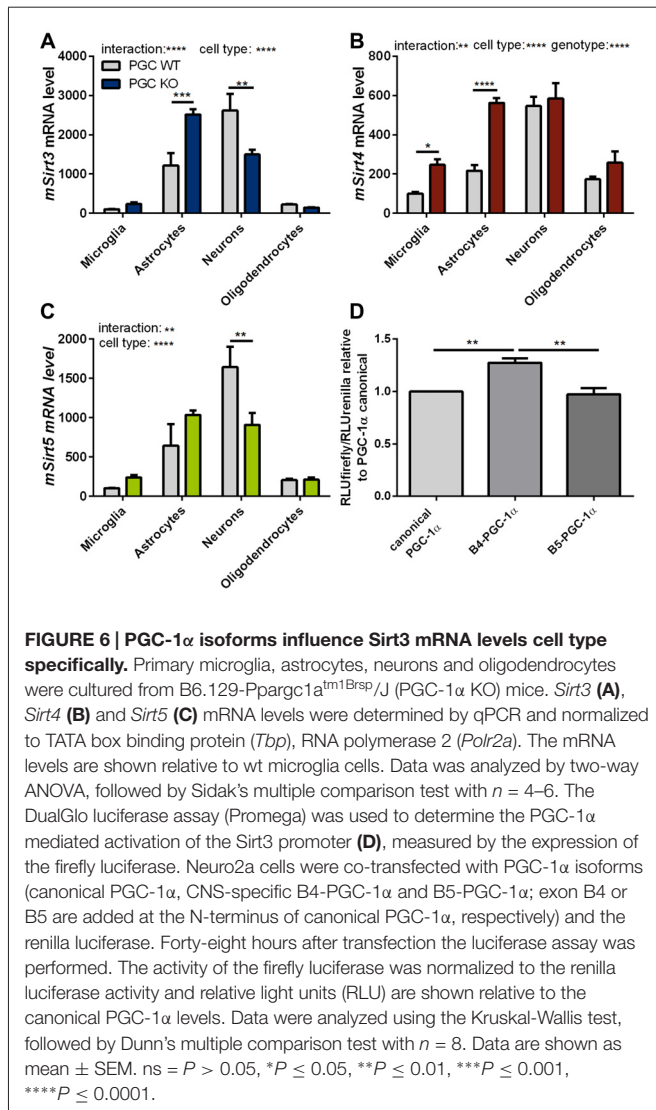 A
interaction:**** cell type: ****
PGC WT
PGC KO
mSirt3 mRNA level
4000
3000
2000
1000
0
***
**
Microglia
Astrocytes
Neurons
Oligodendrocytes
B
interaction:** cell type:**** genotype:****
mSirt4 mRNA level
800
600
400
200
0
*
****
Microglia
Astrocytes
Neurons
Oligodendrocytes
C
interaction: **
cell type: ****
mSirt5 mRNA level
2000
1500
1000
500
0
**
Microglia
Astrocytes
Neurons
Oligodendrocytes
D
RLUfirefly/RLUrenilla relative
to PGC-1α canonical
1.5
1.0
0.5
0.0
**
**
canonical
PGC-1α
B4-PGC-1α
B5-PGC-1α
FIGURE 6 | PGC-1α isoforms influence Sirt3 mRNA levels cell type
specifically. Primary microglia, astrocytes, neurons and oligodendrocytes
were cultured from B6.129-Ppargc1atm1Brsp/J (PGC-1α KO) mice. Sirt3 (A),
Sirt4 (B) and Sirt5 (C) mRNA levels were determined by qPCR and normalized
to TATA box binding protein (Tbp), RNA polymerase 2 (Polr2a). The mRNA
levels are shown relative to wt microglia cells. Data was analyzed by two-way
ANOVA, followed by Sidak's multiple comparison test with n = 4–6. The
DualGlo luciferase assay (Promega) was used to determine the PGC-1α
mediated activation of the Sirt3 promoter (D), measured by the expression of
the firefly luciferase. Neuro2a cells were co-transfected with PGC-1α isoforms
(canonical PGC-1α, CNS-specific B4-PGC-1α and B5-PGC-1α; exon B4 or
B5 are added at the N-terminus of canonical PGC-1α, respectively) and the
renilla luciferase. Forty-eight hours after transfection the luciferase assay was
performed. The activity of the firefly luciferase was normalized to the renilla
luciferase activity and relative light units (RLU) are shown relative to the
canonical PGC-1α levels. Data were analyzed using the Kruskal-Wallis test,
followed by Dunn's multiple comparison test with n = 8. Data are shown as
mean ± SEM. ns = P > 0.05, *P ≤ 0.05, **P ≤ 0.01, ***P ≤ 0.001,
****P ≤ 0.0001.